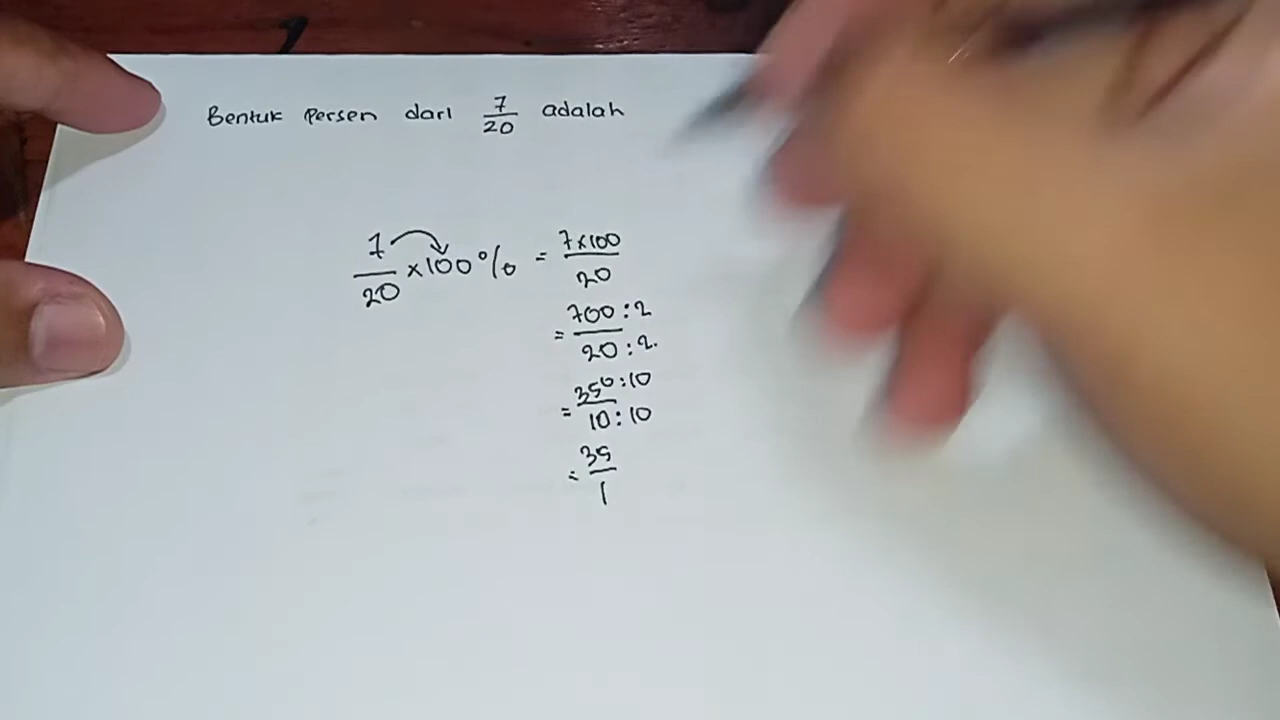 Bentuk Persen dari 7/20 adalah
7/20 x 100 % = 7x100/20
= 700:2/20:2.
= 350:10/10:10
= 35/1